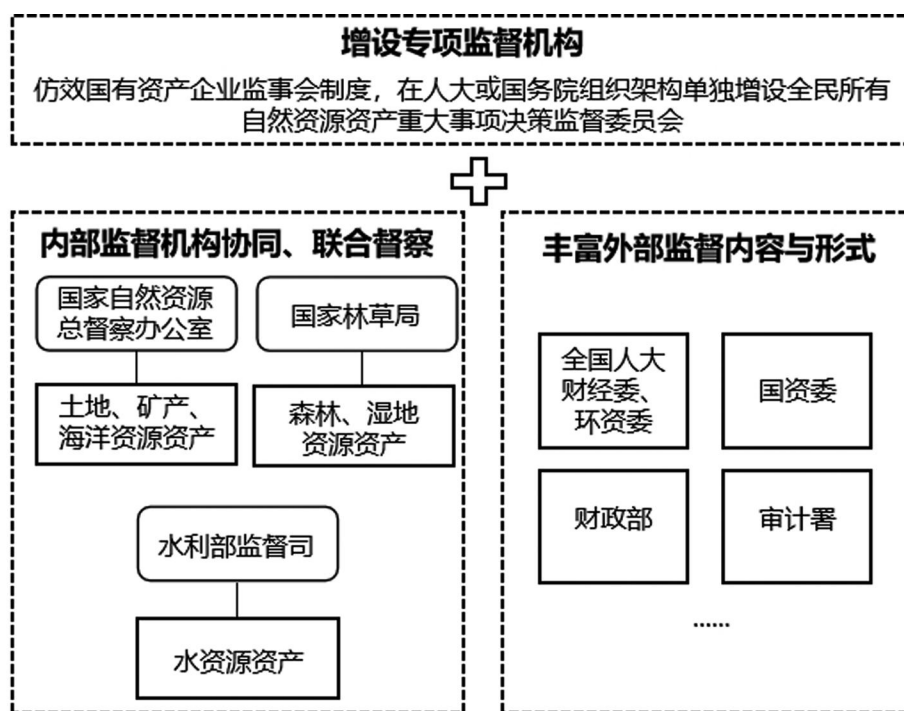 增设专项监督机构
仿效国有资产企业监事会制度，在人大或国务院组织架构单独增设全民所有
自然资源资产重大事项决策监督委员会
内部监督机构协同、联合督察
国家自然资源
总督察办公室
国家林草局
土地、矿产、
海洋资源资产
森林、湿地
资源资产
水利部监督司
水资源资产
丰富外部监督内容与形式
全国人大
财经委、
环资委
国资委
财政部
审计署
……